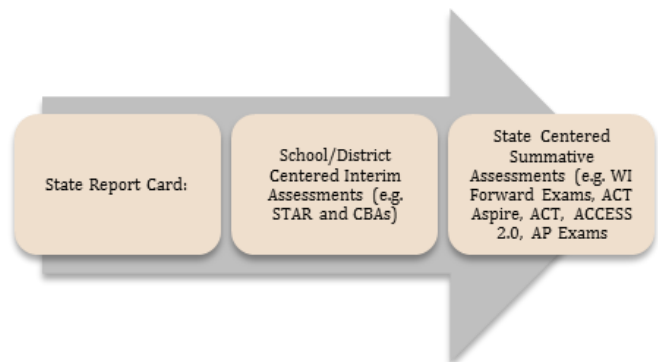 State Report Card:
School/District
Centered Interim
Assessments (e.g.
STAR and CBAs)
State Centered
Summative
Assessments (e.g. WI
Forward Exams, ACT
Aspire, ACT, ACCESS
2.0, AP Exams